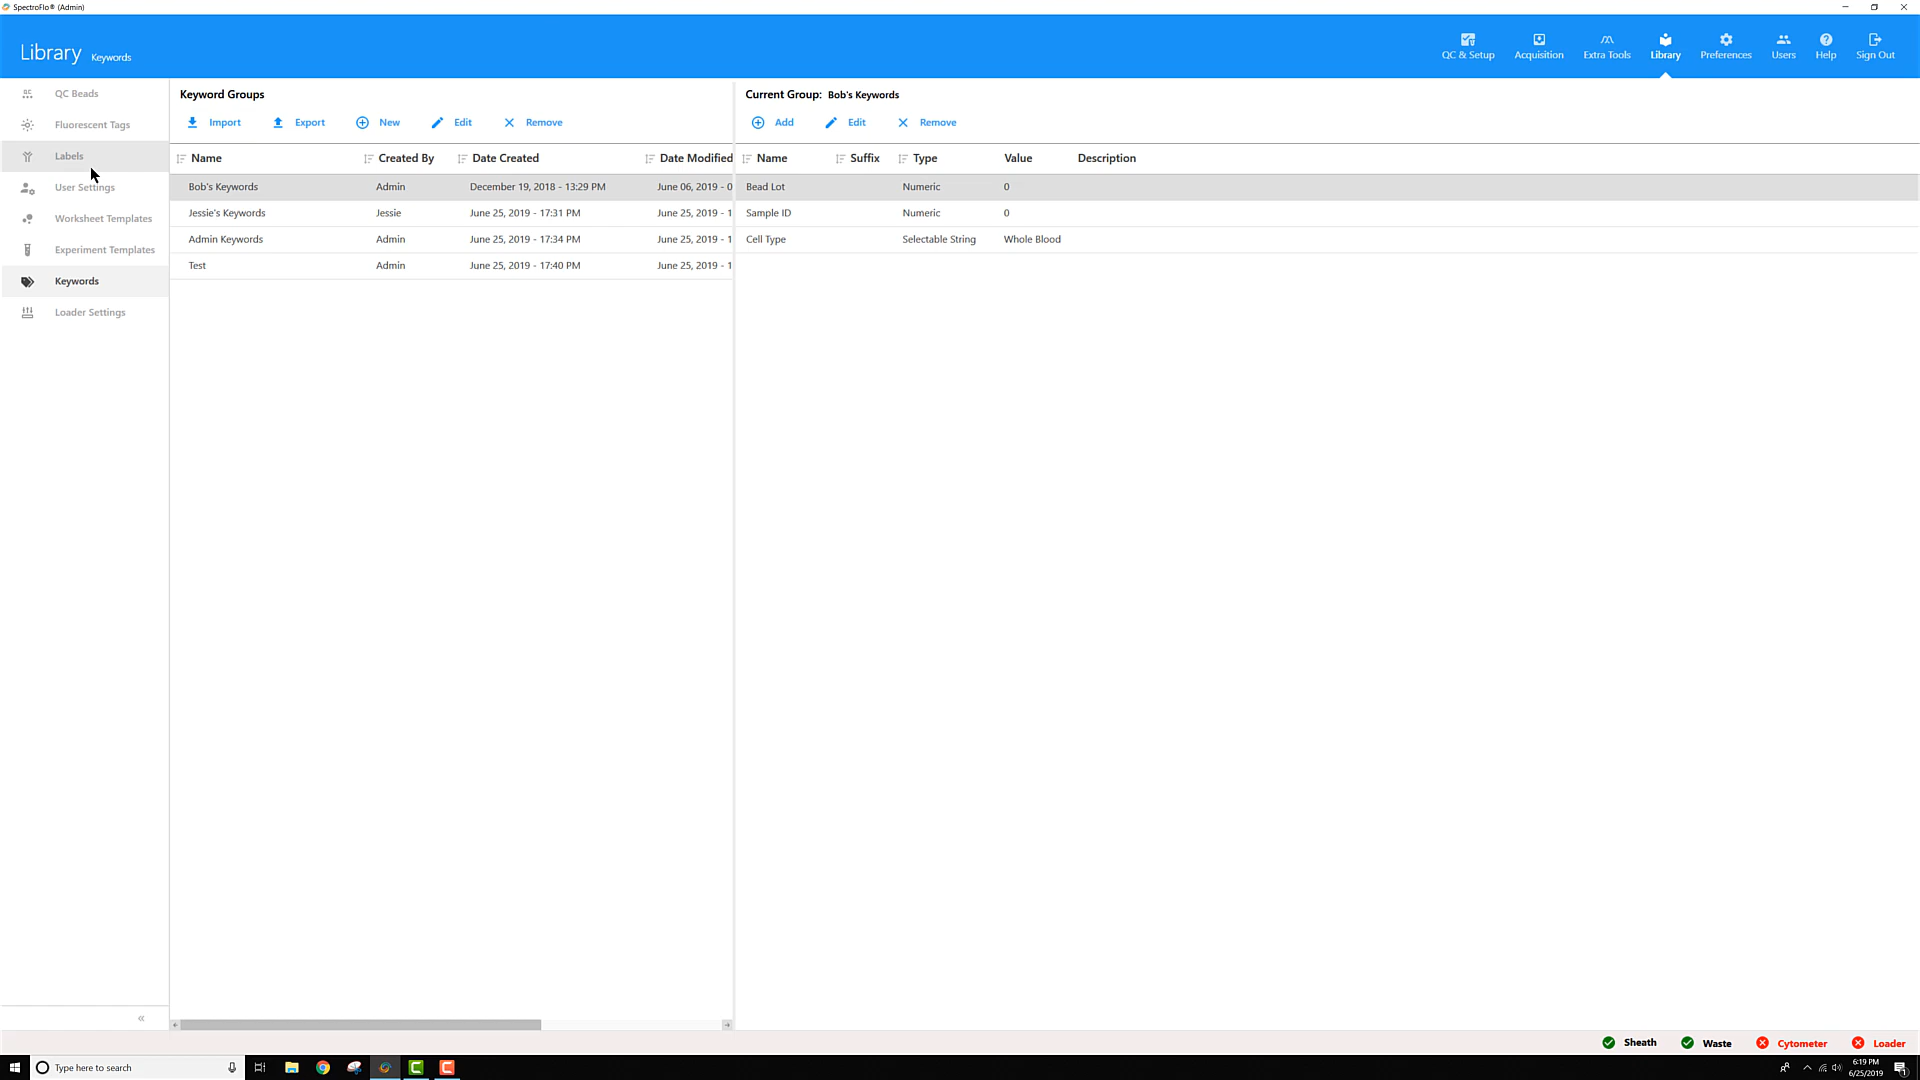 SpectroFlo® (Admin)
Library Keywords
QC & Setup Acquisition Extra Tools Library Preferences Users Help Sign Out
QC Beads
Fluorescent Tags
Labels
User Settings
Worksheet Templates
Experiment Templates
Keywords
Loader Settings
«
Keyword Groups
Import Export New Edit Remove
Name Created By Date Created Date Modified
Bob's Keywords Admin December 19, 2018 - 13:29 PM June 06, 2019 - 0
Jessie's Keywords Jessie June 25, 2019 - 17:31 PM June 25, 2019 - 1
Admin Keywords Admin June 25, 2019 - 17:34 PM June 25, 2019 - 1
Test Admin June 25, 2019 - 17:40 PM June 25, 2019 - 1
Current Group: Bob's Keywords
Add Edit Remove
Name Suffix Type Value Description
Bead Lot Numeric 0
Sample ID Numeric 0
Cell Type Selectable String Whole Blood
Sheath Waste Cytometer Loader
Type here to search
6:19 PM
6/25/2019
1